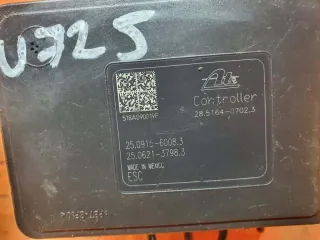 U725
Ate
Controller
28.5164-0702.3
25.0915-6008.3
25.0621-3798.3
MADE IN MEXICO
ESC